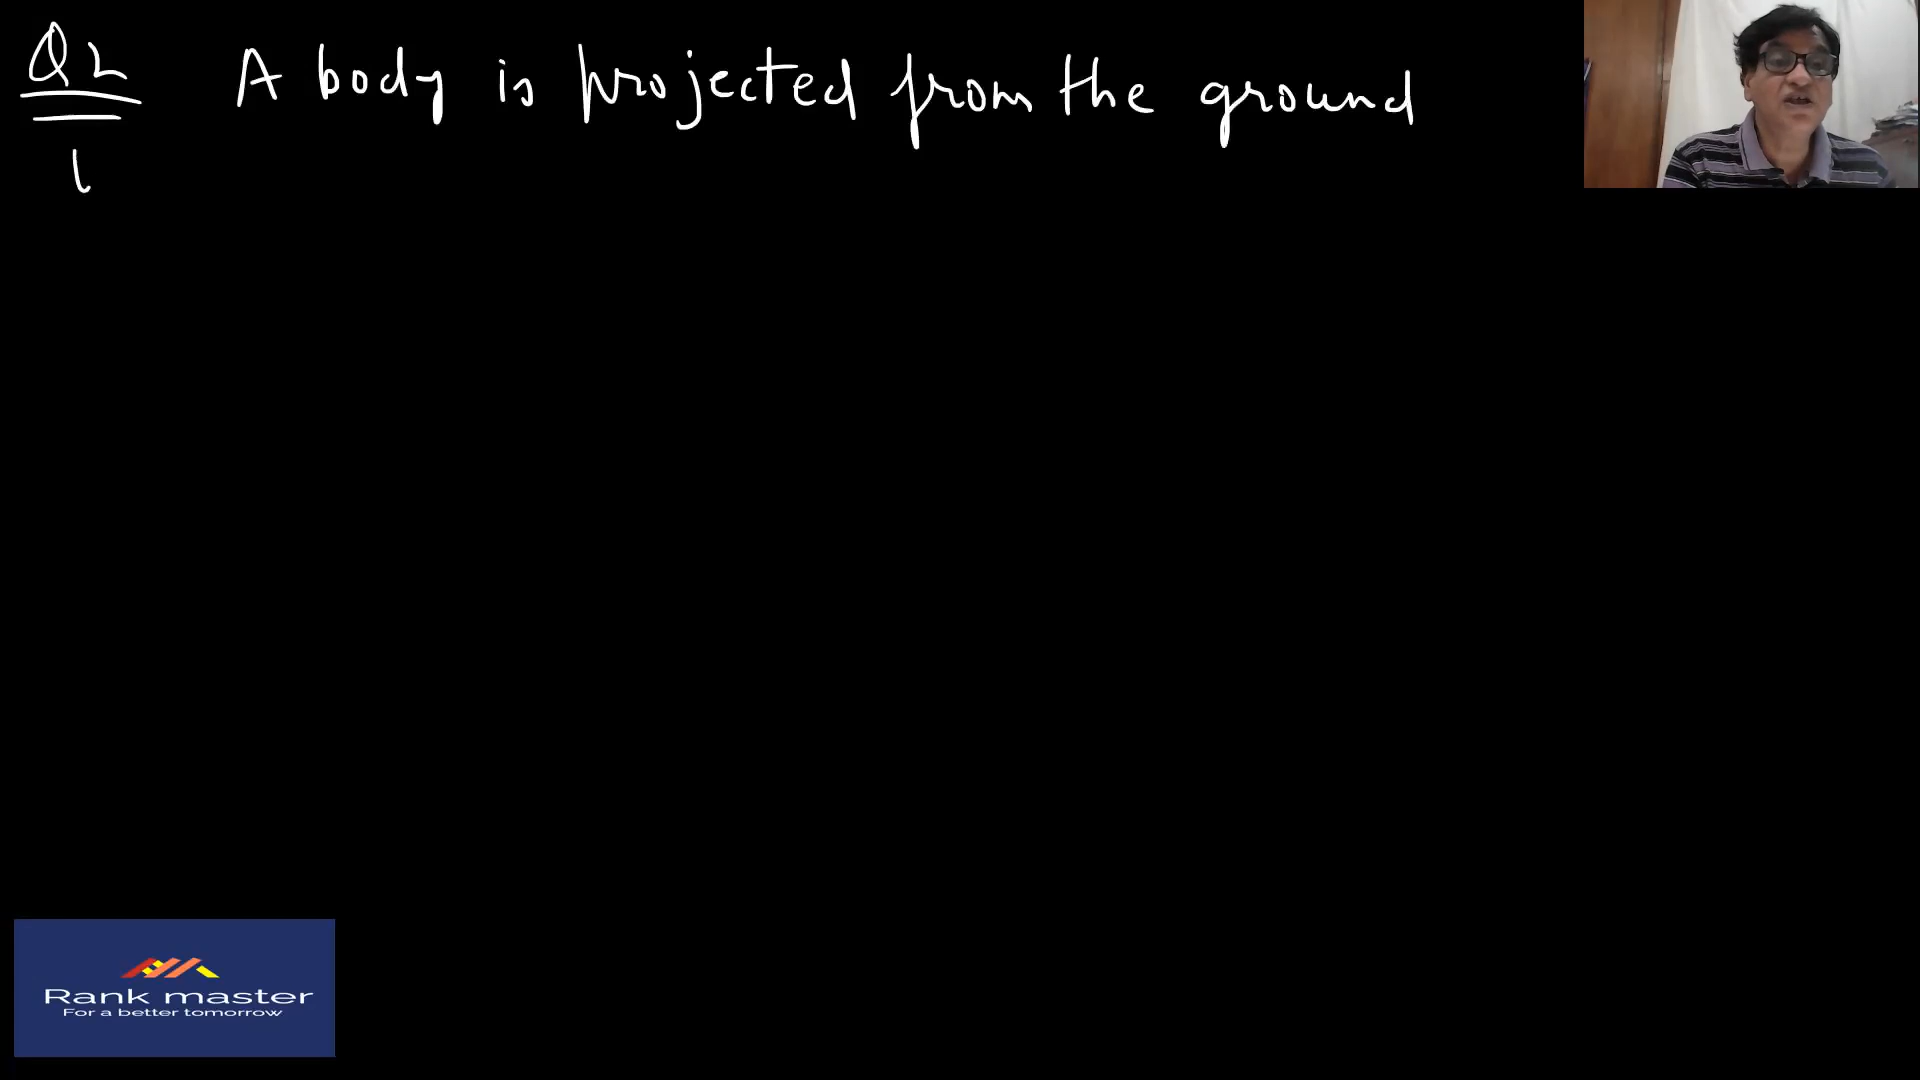 Q2 A body is projected from the ground
Rank master
For a better tomorrow